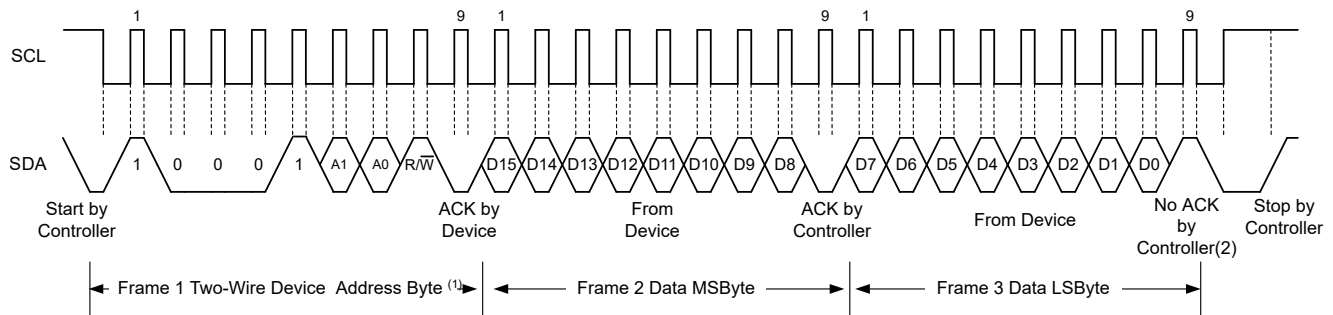 1 9 1 9 1 9
SCL
SDA 1 0 0 0 1 A1 A0 R/W̅ D15 D14 D13 D12 D11 D10 D9 D8 D7 D6 D5 D4 D3 D2 D1 D0
Start by
Controller
ACK by
Device
From
Device
ACK by
Controller
From Device
No ACK
by
Controller(2)
Stop by
Controller
Frame 1 Two-Wire Device Address Byte (1)
Frame 2 Data MSByte
Frame 3 Data LSByte